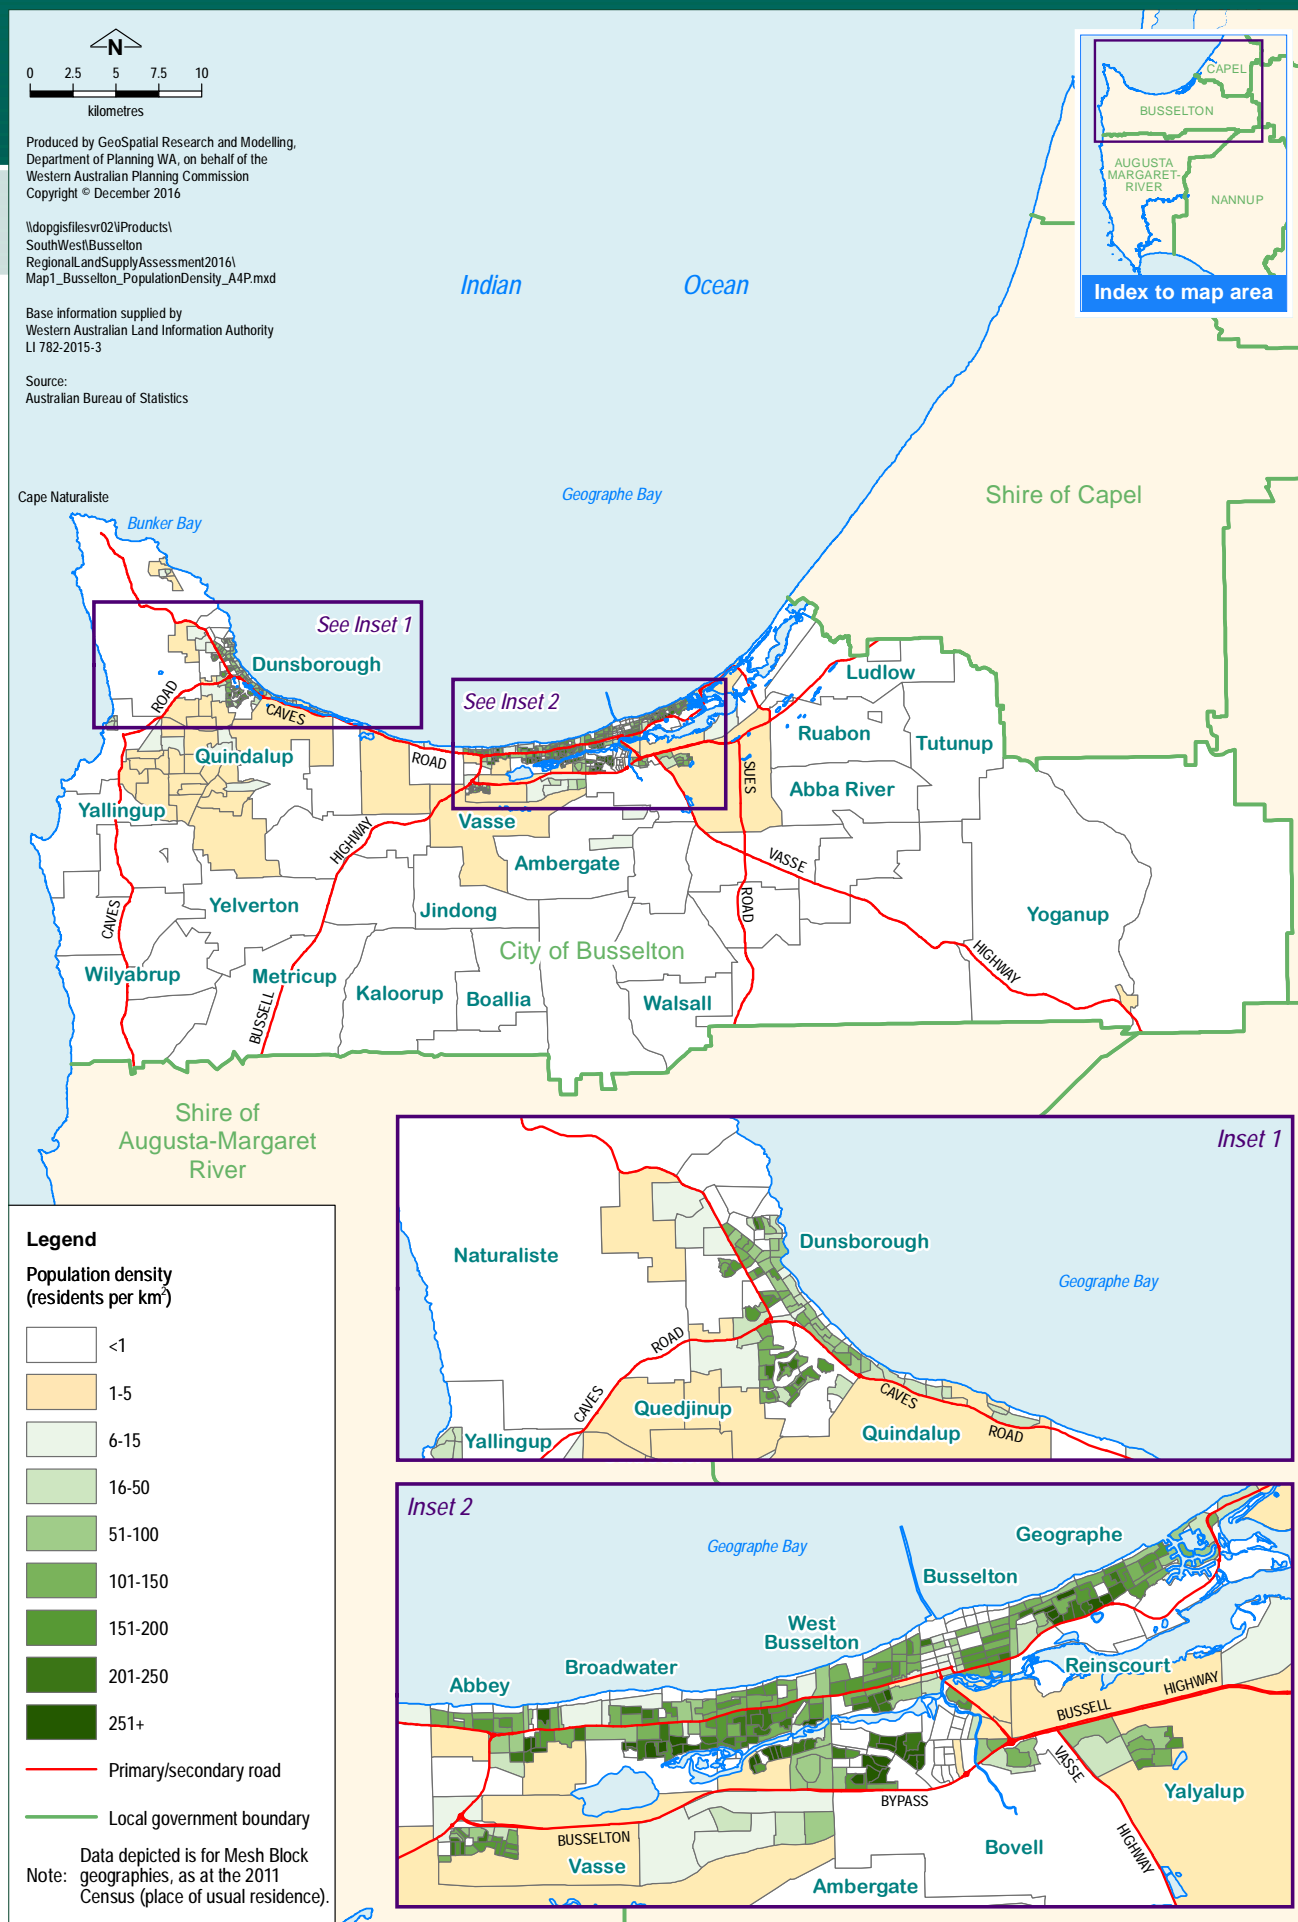 N
0 2.5 5 7.5 10
kilometres
Produced by GeoSpatial Research and Modelling,
Department of Planning WA, on behalf of the
Western Australian Planning Commission
Copyright © December 2016
\\dopgisfilesvr02\iProducts\
SouthWest\Busselton
RegionalLandSupplyAssessment2016\
Map1_Busselton_PopulationDensity_A4P.mxd
Base information supplied by
Western Australian Land Information Authority
LI 782-2015-3
Source:
Australian Bureau of Statistics
CAPEL
BUSSELTON
AUGUSTA
MARGARET-
RIVER
NANNUP
Index to map area
Indian Ocean
Geographe Bay
Shire of Capel
Cape Naturaliste
Bunker Bay
See Inset 1
Dunsborough
ROAD
CAVES
See Inset 2
Ludlow
Ruabon
Tutunup
Quindalup
ROAD
SUES
Abba River
Yallingup
Vasse
HIGHWAY
Ambergate
VASSE
Yelverton
Jindong
ROAD
CAVES
Yoganup
City of Busselton
HIGHWAY
Wilyabrup
Metricup
Kaloorup
Boallia
Walsall
BUSSELL
Shire of
Augusta-Margaret
River
Inset 1
Naturaliste
Dunsborough
Geographe Bay
ROAD
CAVES
Quedjinup
CAVES
Yallingup
Quindalup
ROAD
Inset 2
Geographe Bay
Geographe
Busselton
West
Busselton
Broadwater
Abbey
Reinscourt
HIGHWAY
BUSSELL
VASSE
Yalyalup
BYPASS
BUSSELTON
Vasse
Bovell
HIGHWAY
Ambergate
Legend
Population density
(residents per km²)
<1
1-5
6-15
16-50
51-100
101-150
151-200
201-250
251+
Primary/secondary road
Local government boundary
Note: Data depicted is for Mesh Block
geographies, as at the 2011
Census (place of usual residence).